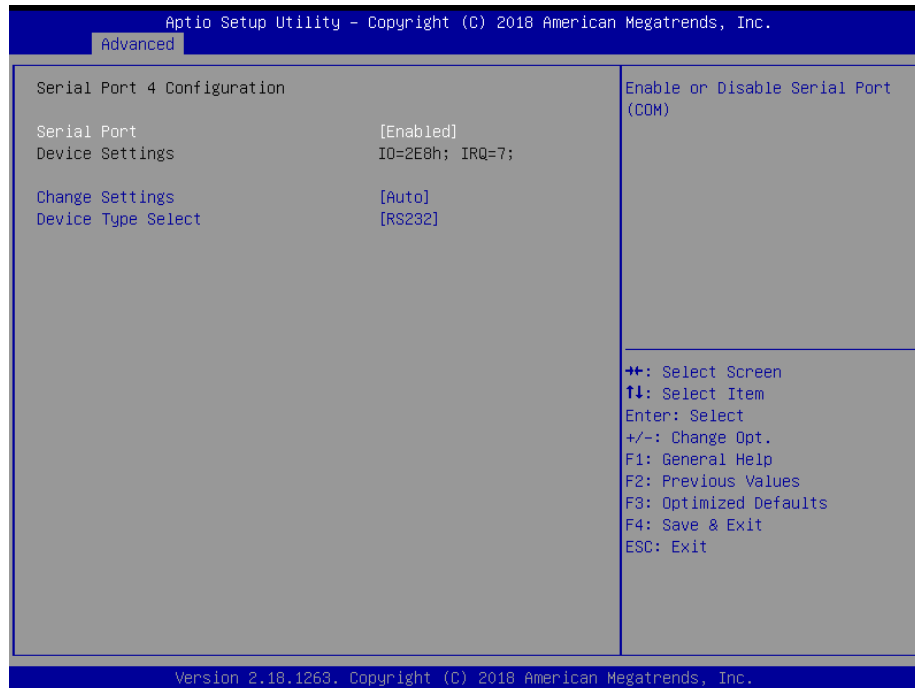 Aptio Setup Utility – Copyright (C) 2018 American Megatrends, Inc.
Advanced
Serial Port 4 Configuration
Serial Port [Enabled]
Device Settings IO=2E8h; IRQ=7;
Change Settings [Auto]
Device Type Select [RS232]
Enable or Disable Serial Port
(COM)
→←: Select Screen
↑↓: Select Item
Enter: Select
+/-: Change Opt.
F1: General Help
F2: Previous Values
F3: Optimized Defaults
F4: Save & Exit
ESC: Exit
Version 2.18.1263. Copyright (C) 2018 American Megatrends, Inc.